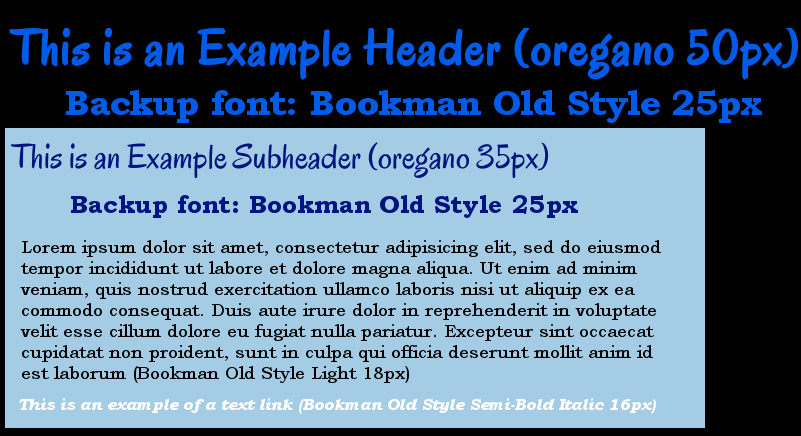 This is an Example Header (oregano 50px)
Backup font: Bookman Old Style 25px
This is an Example Subheader (oregano 35px)
Backup font: Bookman Old Style 25px
Lorem ipsum dolor sit amet, consectetur adipisicing elit, sed do eiusmod
tempor incididunt ut labore et dolore magna aliqua. Ut enim ad minim
veniam, quis nostrud exercitation ullamco laboris nisi ut aliquip ex ea
commodo consequat. Duis aute irure dolor in reprehenderit in voluptate
velit esse cillum dolore eu fugiat nulla pariatur. Excepteur sint occaecat
cupidatat non proident, sunt in culpa qui officia deserunt mollit anim id
est laborum (Bookman Old Style Light 18px)
This is an example of a text link (Bookman Old Style Semi-Bold Italic 16px)